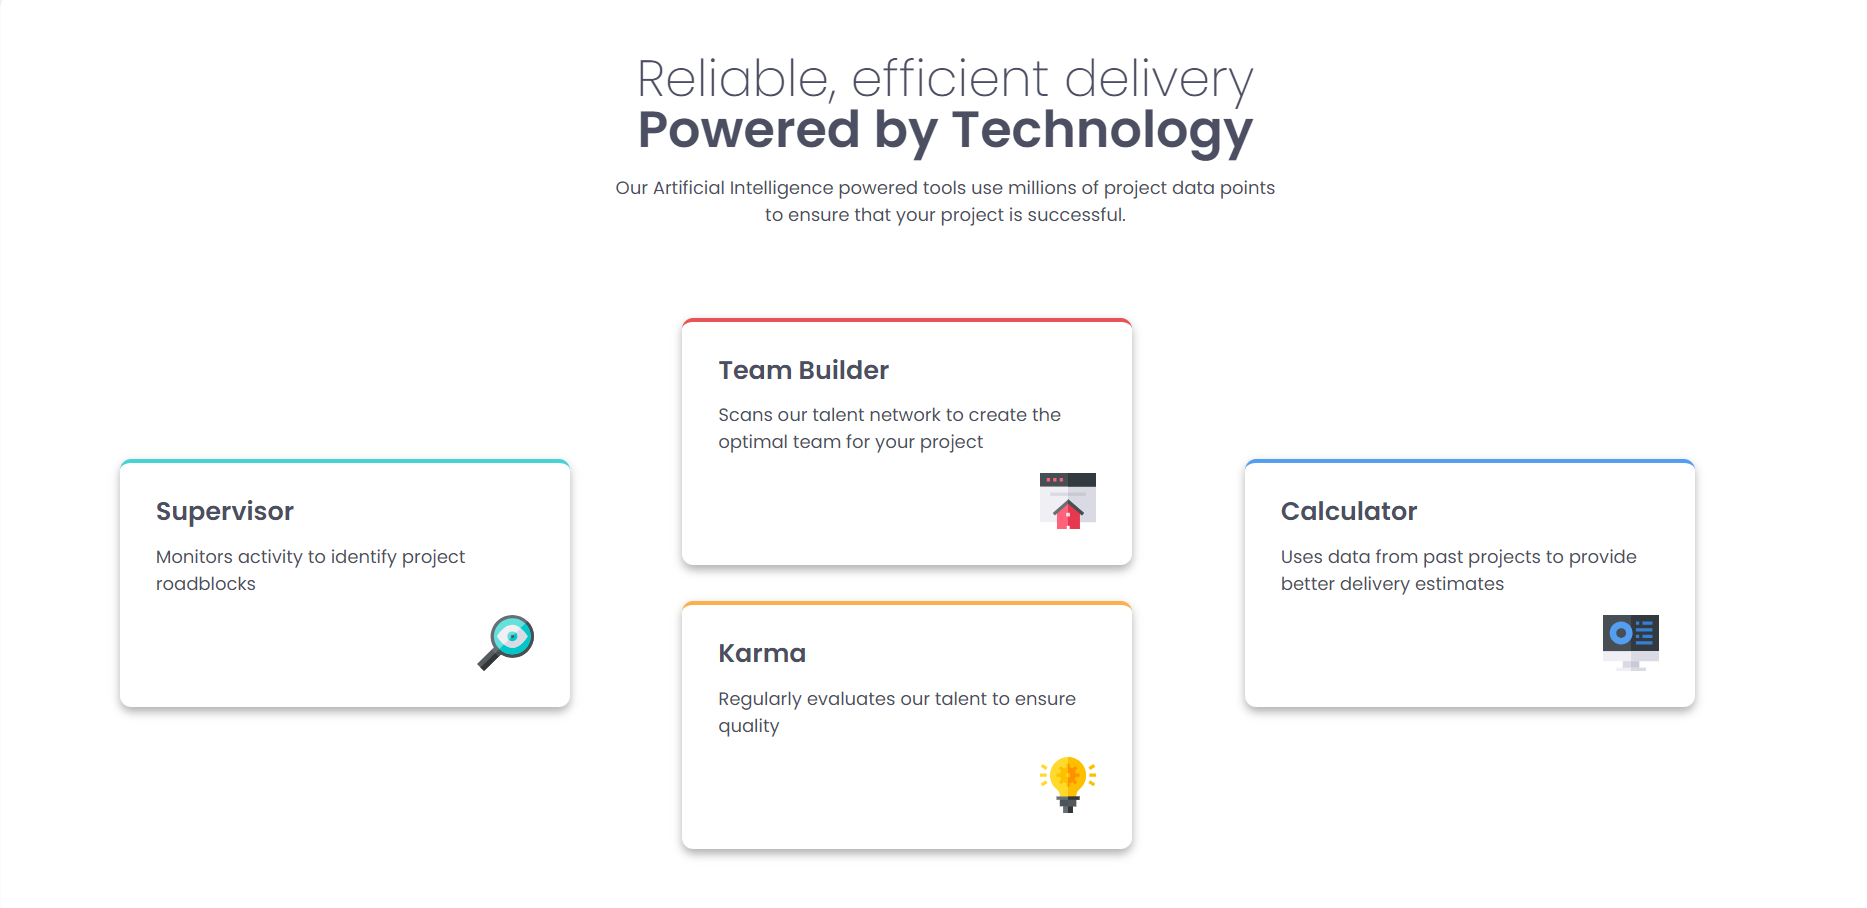 Reliable, efficient delivery
Powered by Technology
Our Artificial Intelligence powered tools use millions of project data points
to ensure that your project is successful.
Supervisor
Monitors activity to identify project
roadblocks
Team Builder
Scans our talent network to create the
optimal team for your project
Karma
Regularly evaluates our talent to ensure
quality
Calculator
Uses data from past projects to provide
better delivery estimates